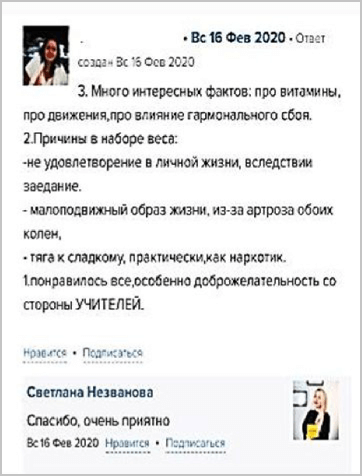 . • Вс 16 Фев 2020 • Ответ
создан Вс 16 Фев 2020
3. Много интересных фактов: про витамины,
про движения,про влияние гармонального сбоя.
2.Причины в наборе веса:
-не удовлетворение в личной жизни, вследствии
заедание.
- малоподвижный образ жизни, из-за артроза обоих
колен,
- тяга к сладкому, практически,как наркотик.
1.понравилось все,особенно доброжелательность со
стороны УЧИТЕЛЕЙ.
Нравится • Подписаться
Светлана Незванова
Спасибо, очень приятно
Вс 16 Фев 2020 Нравится • Подписаться